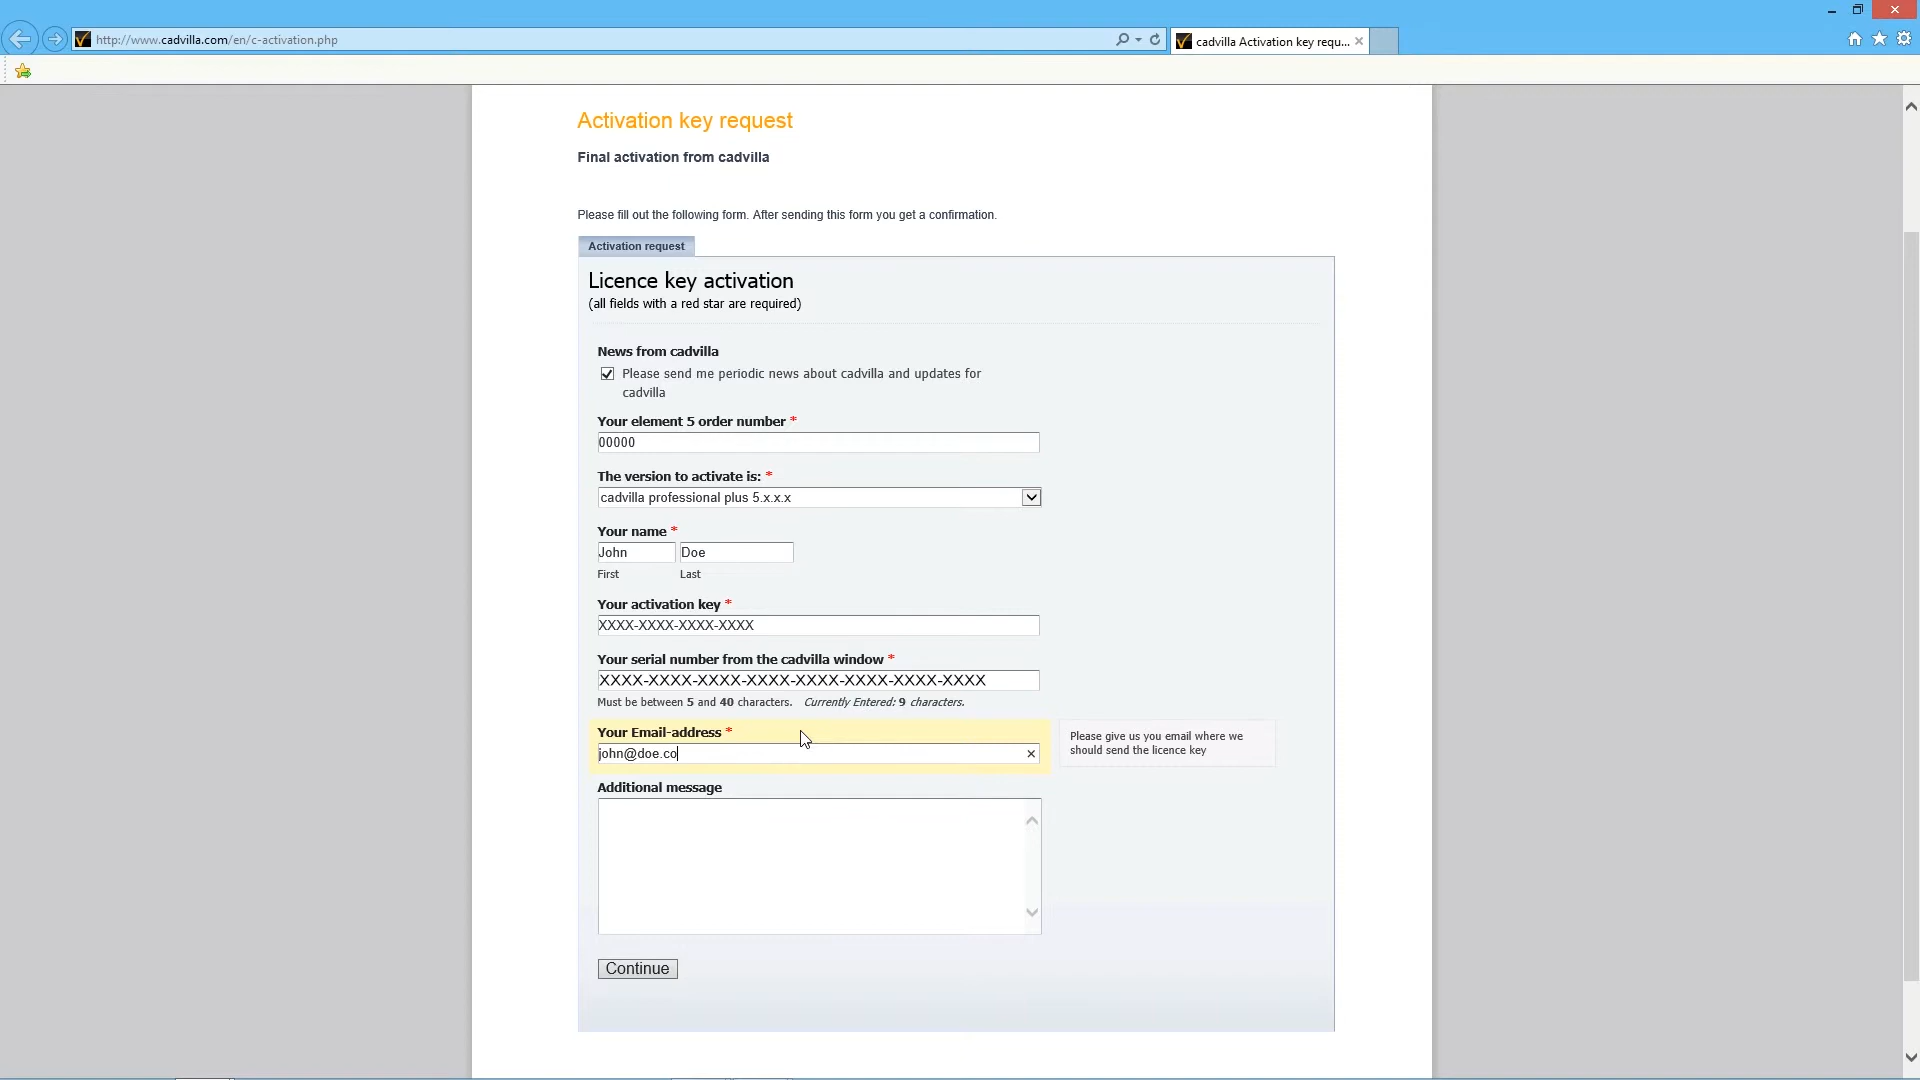 http://www.cadvilla.com/en/c-activation.php
cadvilla Activation key requ...
Activation key request
Final activation from cadvilla
Please fill out the following form. After sending this form you get a confirmation.
Activation request
Licence key activation
(all fields with a red star are required)
News from cadvilla
Please send me periodic news about cadvilla and updates for
cadvilla
Your element 5 order number *
00000
The version to activate is: *
cadvilla professional plus 5.x.x.x
Your name *
John Doe
First Last
Your activation key *
XXXX-XXXX-XXXX-XXXX
Your serial number from the cadvilla window *
XXXX-XXXX-XXXX-XXXX-XXXX-XXXX-XXXX-XXXX
Must be between 5 and 40 characters. Currently Entered: 9 characters.
Your Email-address *
john@doe.co
Please give us you email where we
should send the licence key
Additional message
Continue